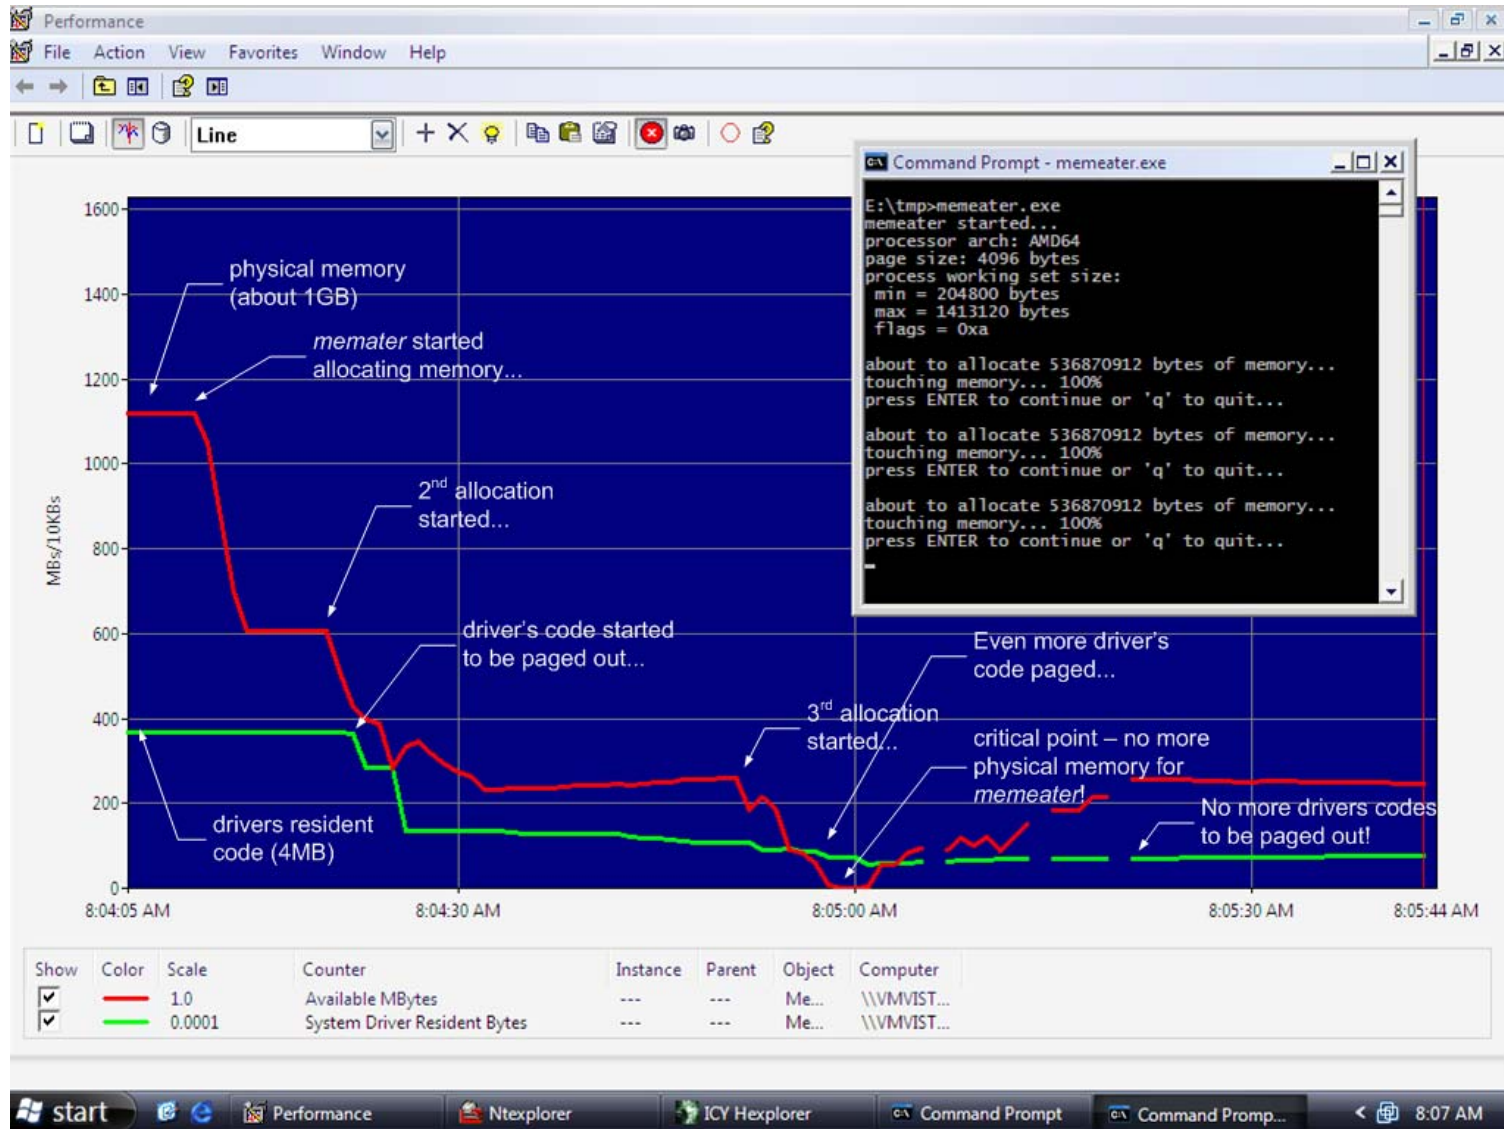 Performance
File Action View Favorites Window Help
Line
Command Prompt - memeater.exe
E:\tmp>memeater.exe
memeater started...
processor arch: AMD64
page size: 4096 bytes
process working set size:
min = 204800 bytes
max = 1413120 bytes
flags = 0xa
about to allocate 536870912 bytes of memory...
touching memory... 100%
press ENTER to continue or 'q' to quit...
about to allocate 536870912 bytes of memory...
touching memory... 100%
press ENTER to continue or 'q' to quit...
about to allocate 536870912 bytes of memory...
touching memory... 100%
press ENTER to continue or 'q' to quit...
MBs/10KBs
1600
1400
1200
1000
800
600
400
200
0
physical memory
(about 1GB)
memater started
allocating memory...
2nd allocation
started...
driver's code started
to be paged out...
Even more driver's
code paged...
3rd allocation
started...
critical point – no more
physical memory for
memeater!
drivers resident
code (4MB)
No more drivers codes
to be paged out!
8:04:05 AM 8:04:30 AM 8:05:00 AM 8:05:30 AM 8:05:44 AM
Show Color Scale Counter Instance Parent Object Computer
1.0 Available MBytes --- --- Me... \\VMVIST...
0.0001 System Driver Resident Bytes --- --- Me... \\VMVIST...
start Performance Ntexplorer ICY Hexplorer Command Prompt Command Promp... < 8:07 AM